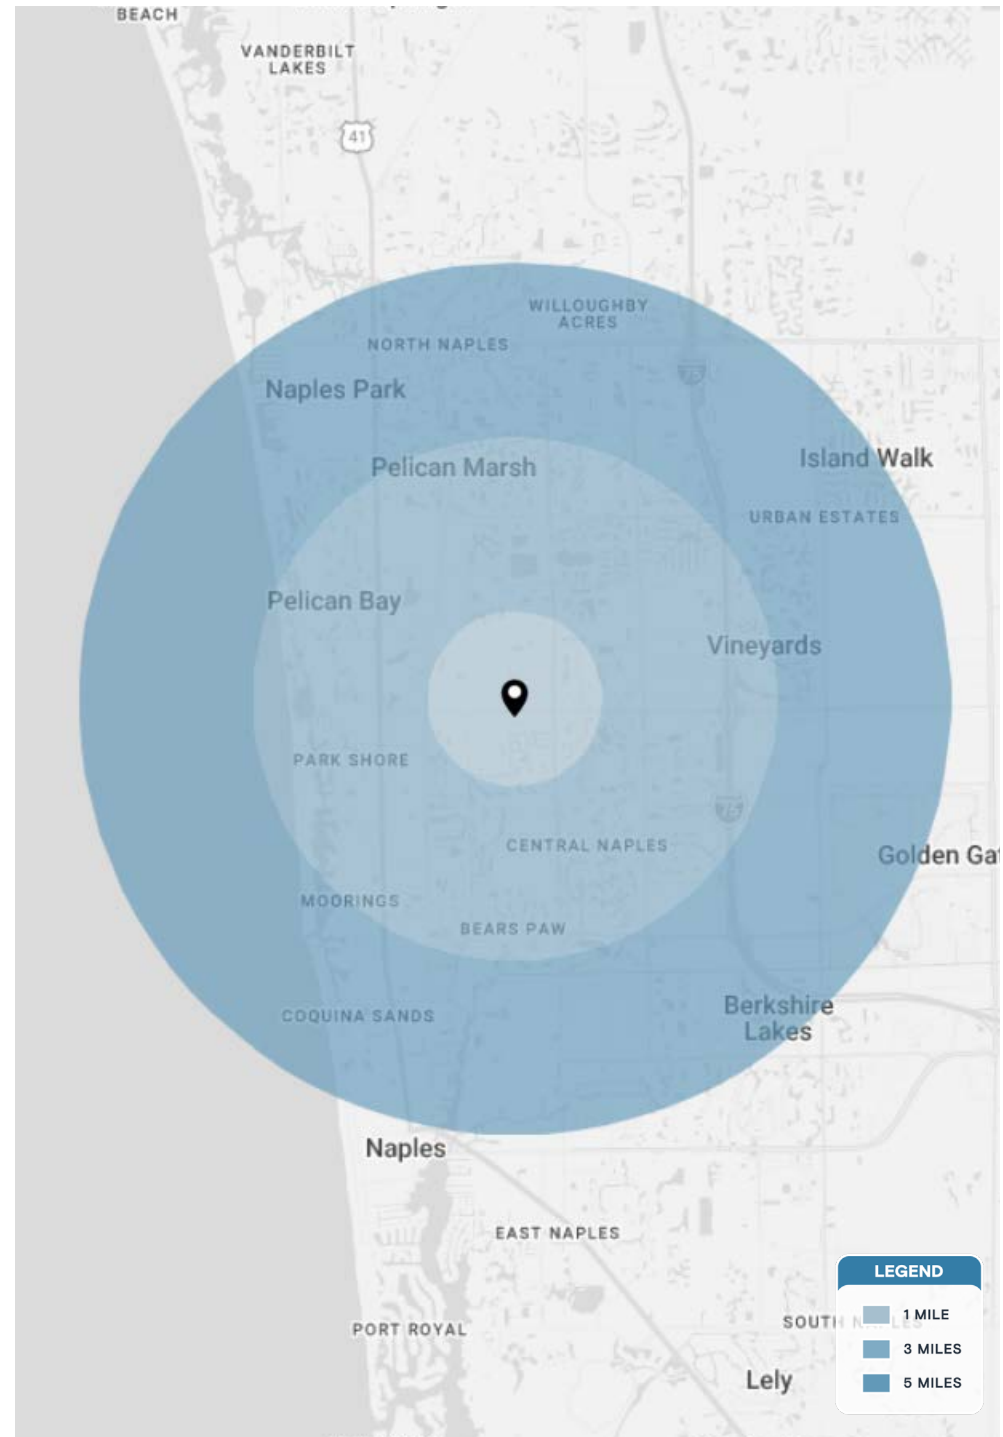 BEACH
VANDERBILT
LAKES
41
WILLOUGHBY
ACRES
NORTH NAPLES
75
Naples Park
Island Walk
Pelican Marsh
URBAN ESTATES
Pelican Bay
Vineyards
PARK SHORE
75
CENTRAL NAPLES
Golden Gat
MOORINGS
BEARS PAW
Berkshire
Lakes
COQUINA SANDS
Naples
EAST NAPLES
LEGEND
1 MILE
3 MILES
5 MILES
SOUTH N LES
PORT ROYAL
Lely